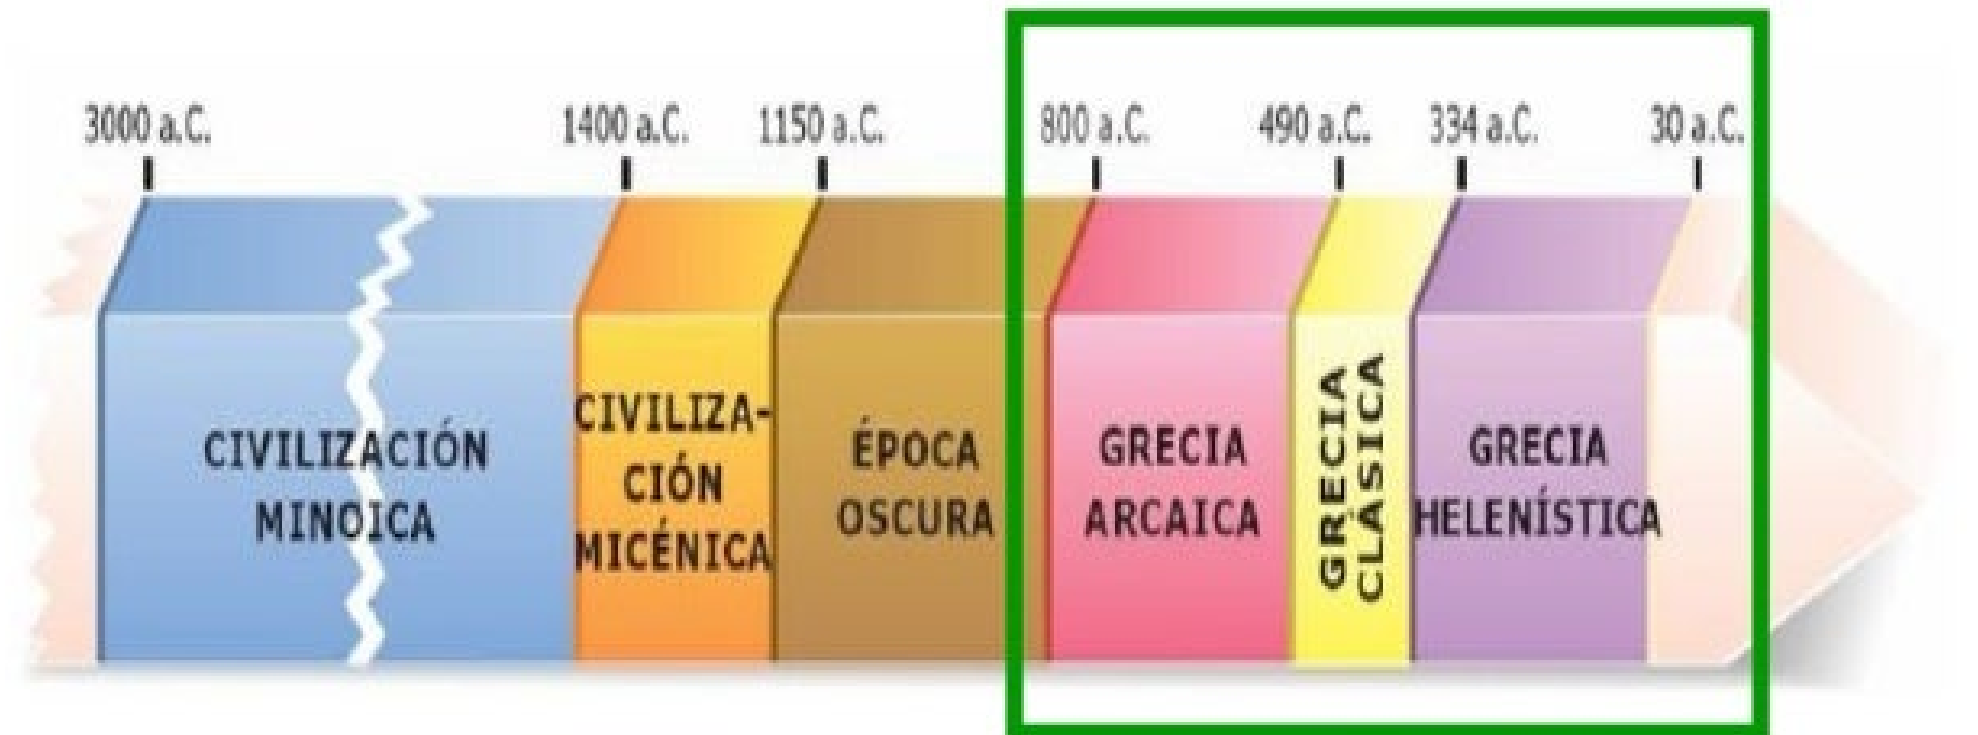 3000 a.C.
1400 a.C.
1150 a.C.
800 a.C.
490 a.C.
334 a.C.
30 a.C.
CIVILIZACIÓN
MINOICA
CIVILIZA-
CIÓN
MICÉNICA
ÉPOCA
OSCURA
GRECIA
ARCAICA
GRECIA
CLÁSICA
GRECIA
HELENÍSTICA